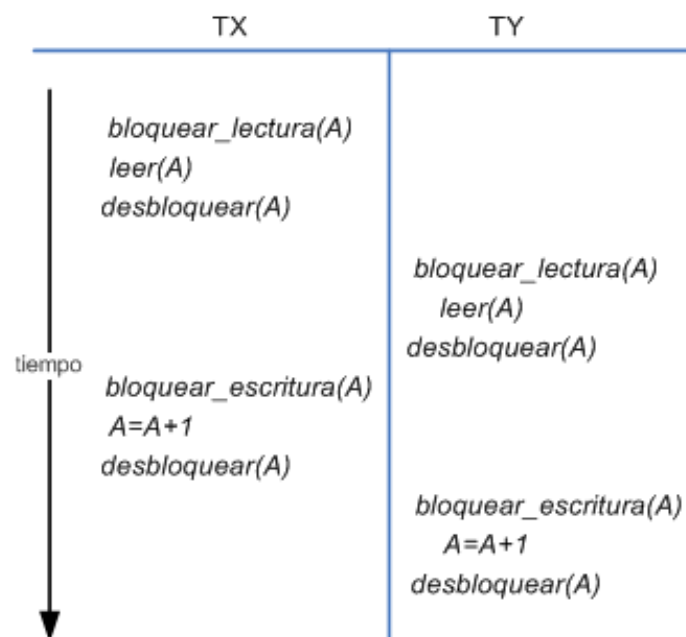 TX TY
bloquear_lectura(A)
leer(A)
desbloquear(A)
bloquear_lectura(A)
leer(A)
desbloquear(A)
tiempo
bloquear_escritura(A)
A=A+1
desbloquear(A)
bloquear_escritura(A)
A=A+1
desbloquear(A)